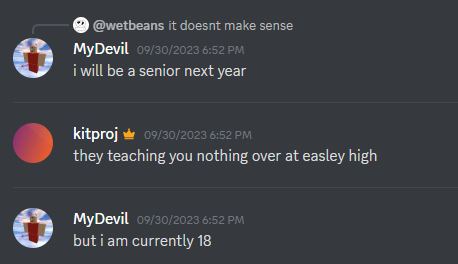 @wetbeans it doesnt make sense
MyDevil 09/30/2023 6:52 PM
i will be a senior next year
kitproj 09/30/2023 6:52 PM
they teaching you nothing over at easley high
MyDevil 09/30/2023 6:52 PM
but i am currently 18